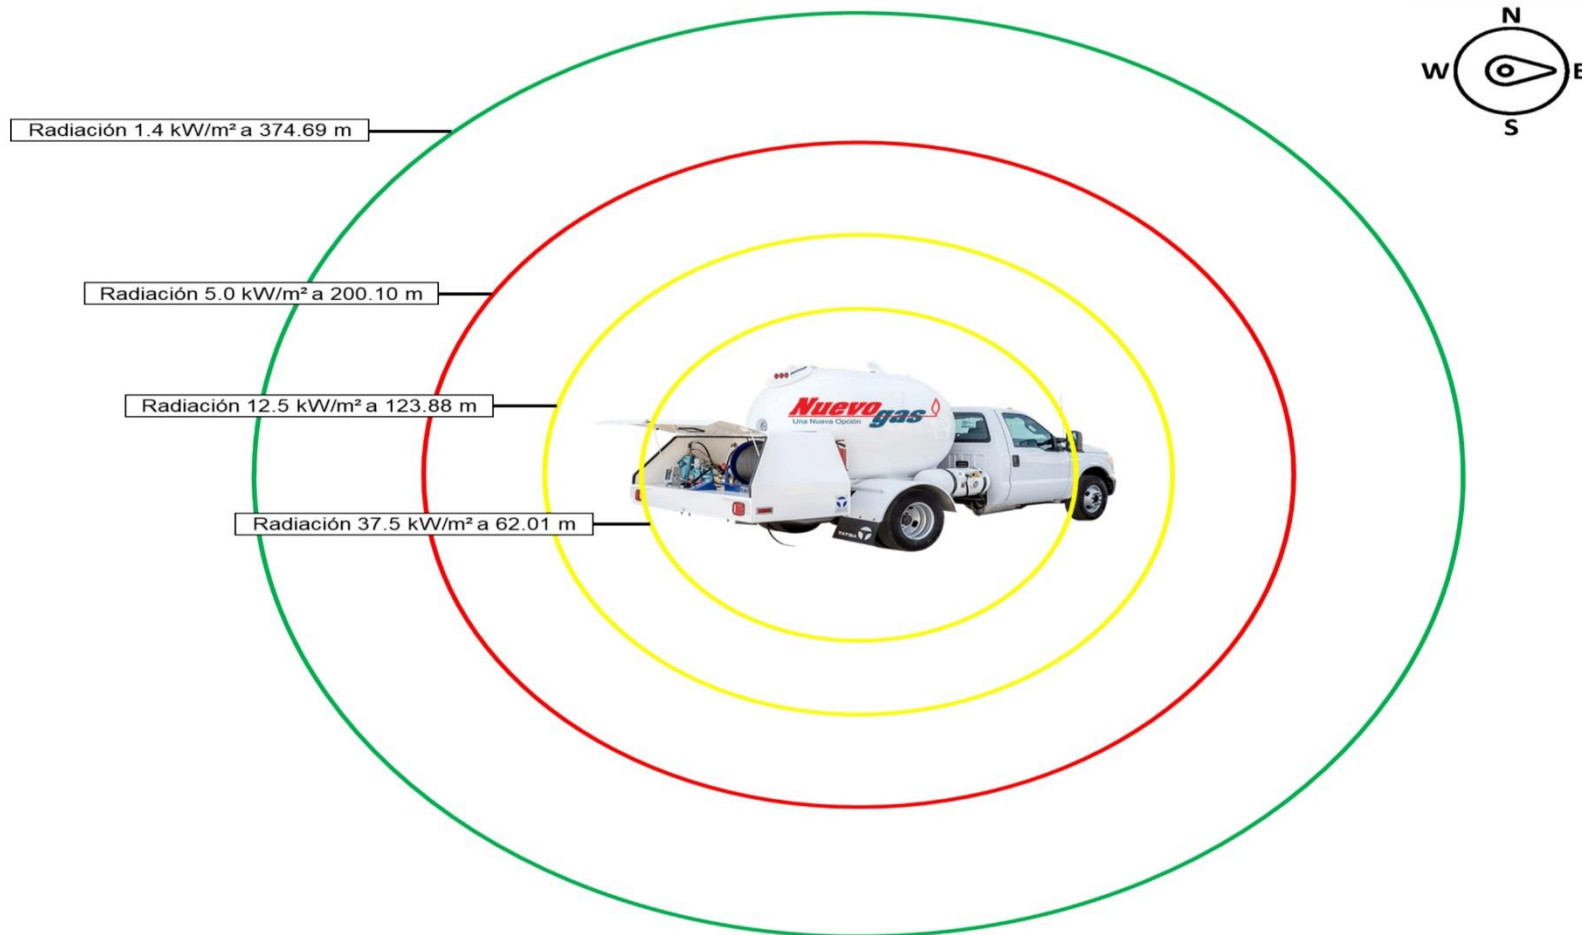 N
W
E
S
Radiación 1.4 kW/m² a 374.69 m
Radiación 5.0 kW/m² a 200.10 m
Radiación 12.5 kW/m² a 123.88 m
Nuevo
gas
Una Nueva Opción
Radiación 37.5 kW/m² a 62.01 m
TATSA